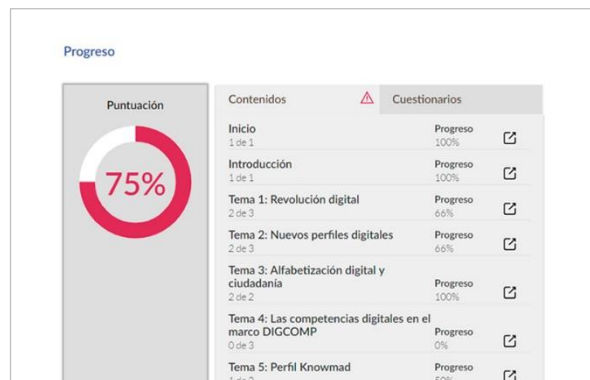 Progreso
Puntuación
75%
Contenidos
Cuestionarios
Inicio
1 de 1
Progreso
100%
Introducción
1 de 1
Progreso
100%
Tema 1: Revolución digital
2 de 3
Progreso
66%
Tema 2: Nuevos perfiles digitales
2 de 3
Progreso
66%
Tema 3: Alfabetización digital y
ciudadanía
2 de 2
Progreso
100%
Tema 4: Las competencias digitales en el
marco DIGCOMP
0 de 3
Progreso
0%
Tema 5: Perfil Knowmad
Progreso